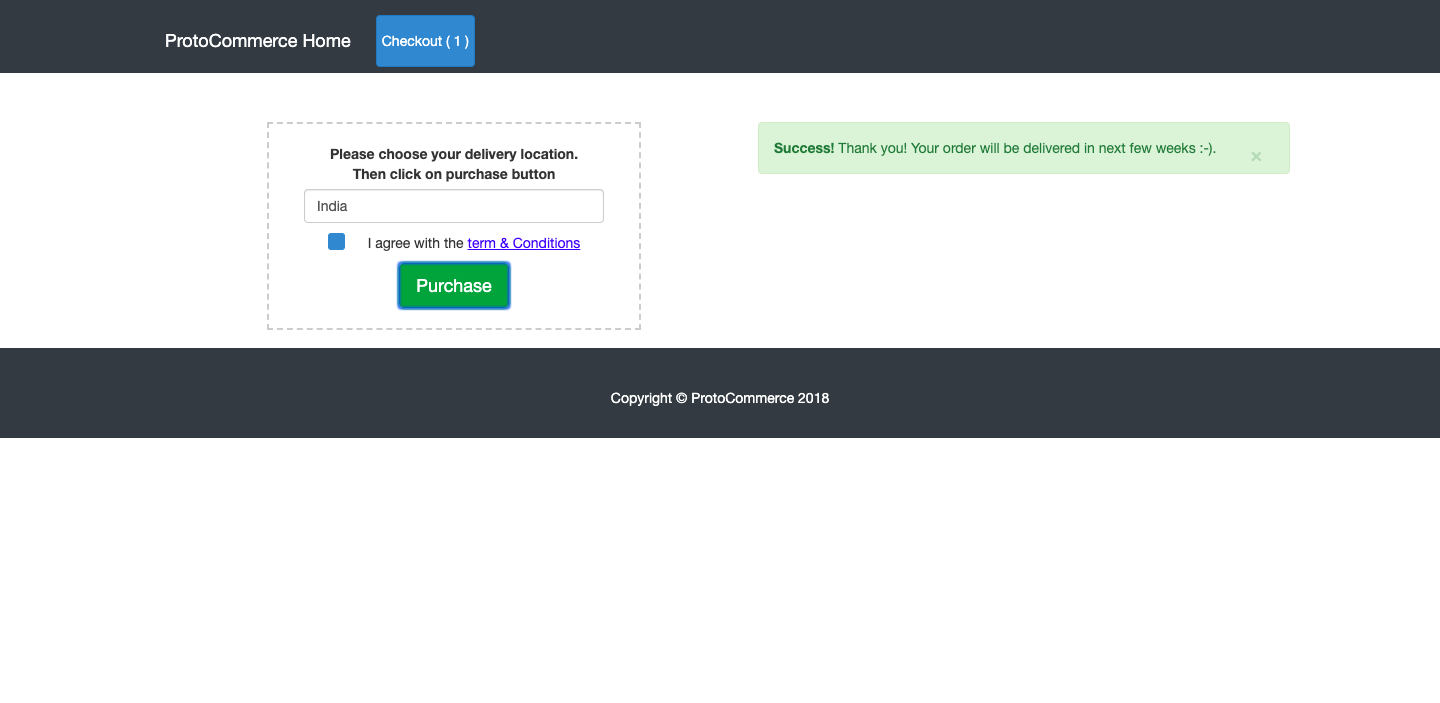 ProtoCommerce Home
Checkout ( 1 )
Please choose your delivery location.
Then click on purchase button
India
I agree with the term & Conditions
Purchase
Success! Thank you! Your order will be delivered in next few weeks :-).
×
Copyright © ProtoCommerce 2018